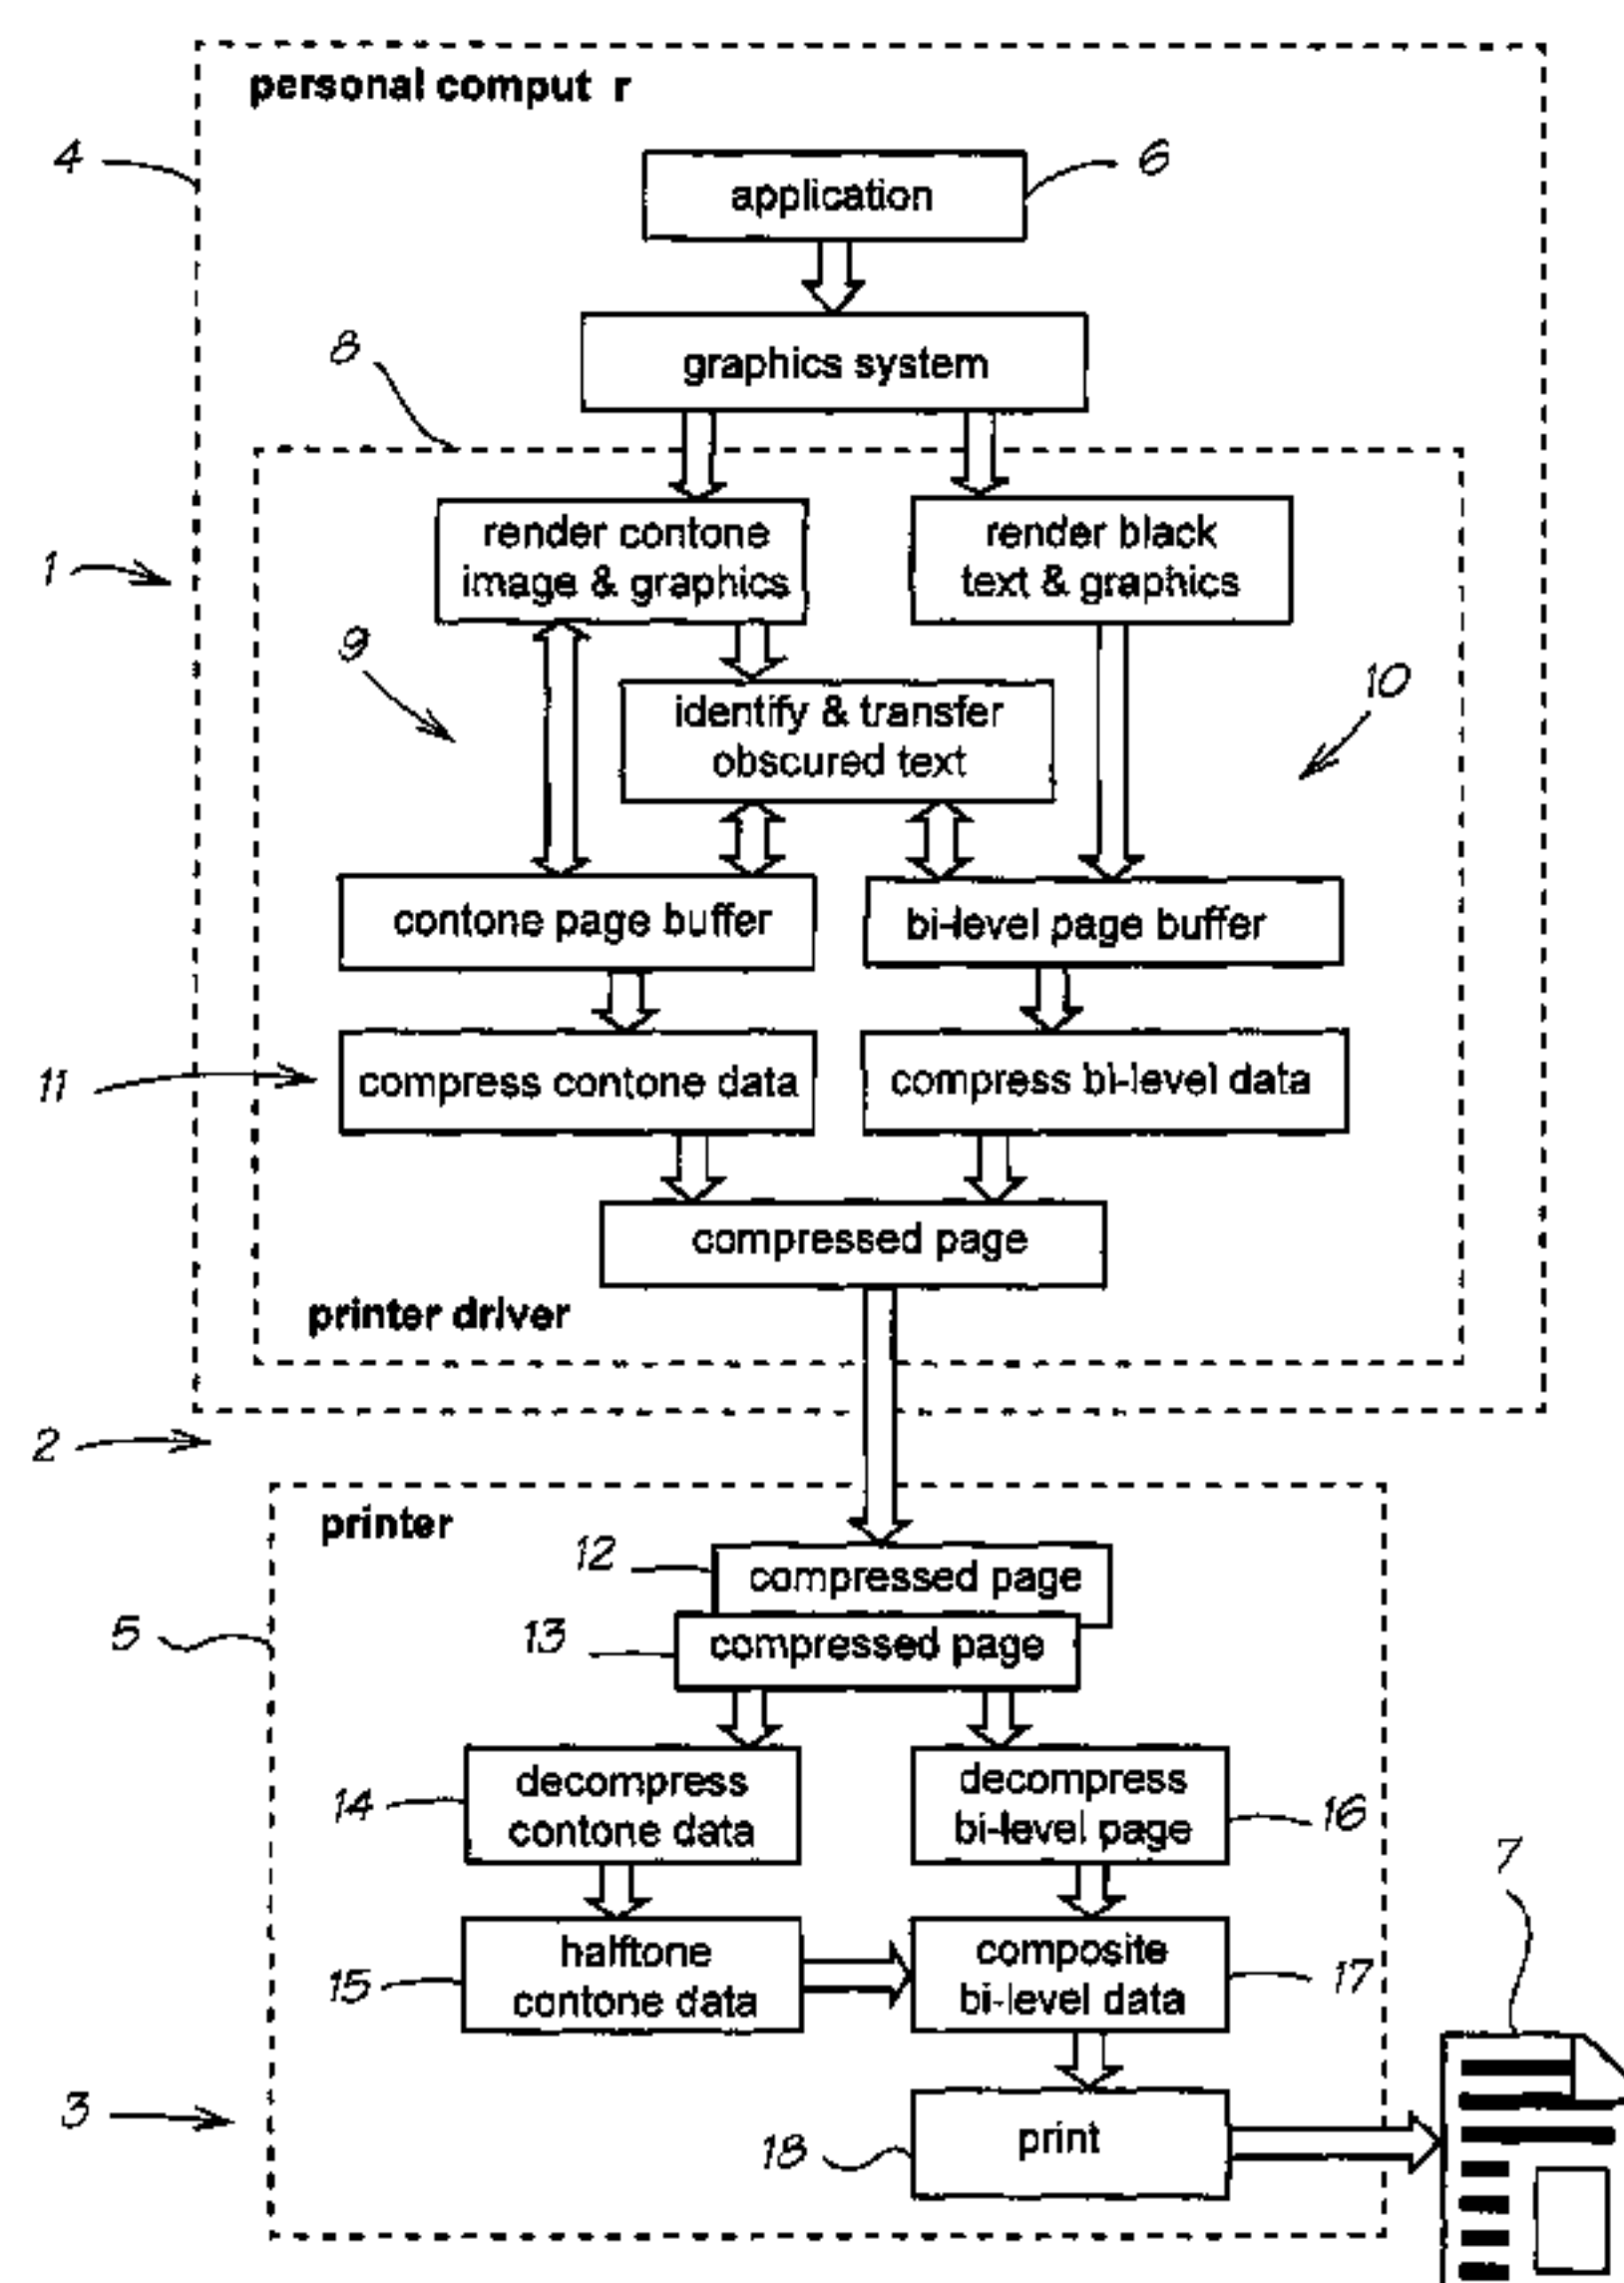 personal comput r
4
application
6
graphics system
8
render contone
image & graphics
render black
text & graphics
1
9
identify & transfer
obscured text
10
contone page buffer
bi-level page buffer
11
compress contone data
compress bi-level data
compressed page
printer driver
2
printer
12
compressed page
5
13
compressed page
14
decompress
contone data
decompress
bi-level page
16
7
15
halftone
contone data
composite
bi-level data
17
3
18
print